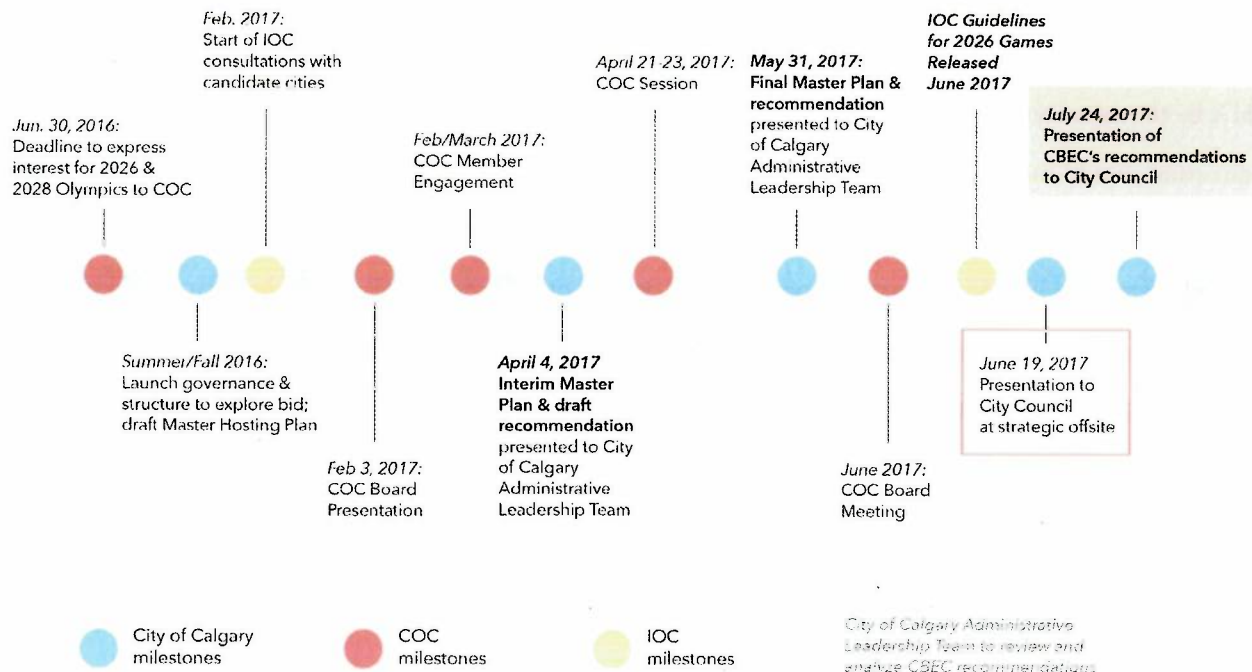 Feb. 2017:
Start of IOC
consultations with
candidate cities
IOC Guidelines
for 2026 Games
Released
June 2017
April 21-23, 2017:
COC Session
May 31, 2017:
Final Master Plan &
recommendation
presented to City
of Calgary
Administrative
Leadership Team
July 24, 2017:
Presentation of
CBEC's recommendations
to City Council
Jun. 30, 2016:
Deadline to express
interest for 2026 &
2028 Olympics to COC
Feb/March 2017:
COC Member
Engagement
Summer/Fall 2016:
Launch governance &
structure to explore bid;
draft Master Hosting Plan
April 4, 2017
Interim Master
Plan & draft
recommendation
presented to City
of Calgary
Administrative
Leadership Team
June 19, 2017
Presentation to
City Council
at strategic offsite
Feb 3, 2017:
COC Board
Presentation
June 2017:
COC Board
Meeting
City of Calgary
milestones
COC
milestones
IOC
milestones
City of Calgary Administrative
Leadership Team to review and
analyze CBEC recommendations